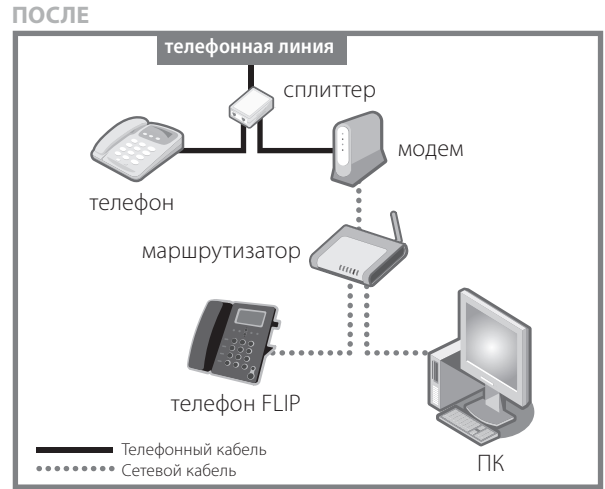 ПОСЛЕ
телефонная линия
сплиттер
модем
телефон
маршрутизатор
телефон FLIP
ПК
Телефонный кабель
Сетевой кабель